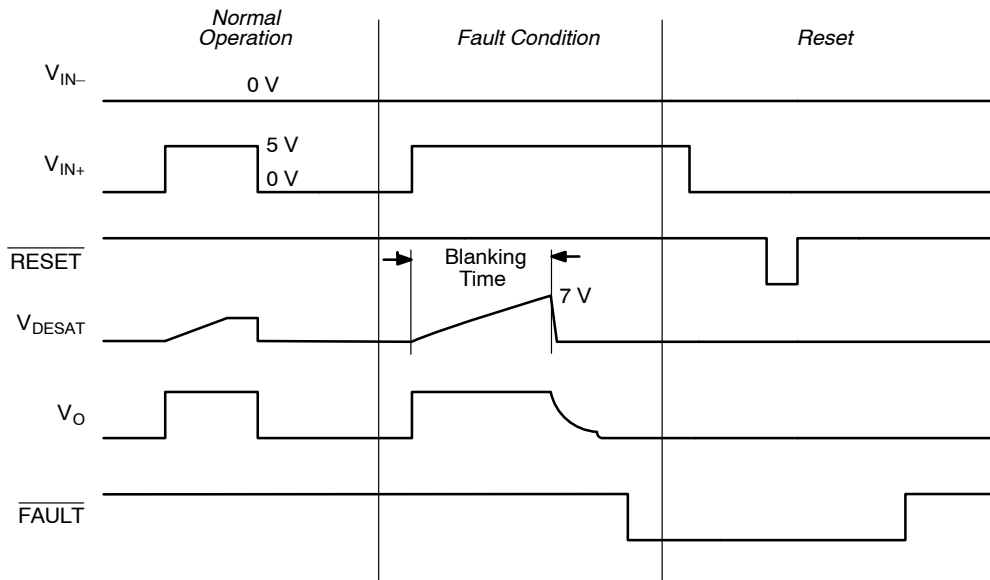 Normal
Operation
Fault Condition
Reset
V_IN–
0 V
V_IN+
5 V
0 V
RESET
Blanking
Time
7 V
V_DESAT
V_O
FAULT